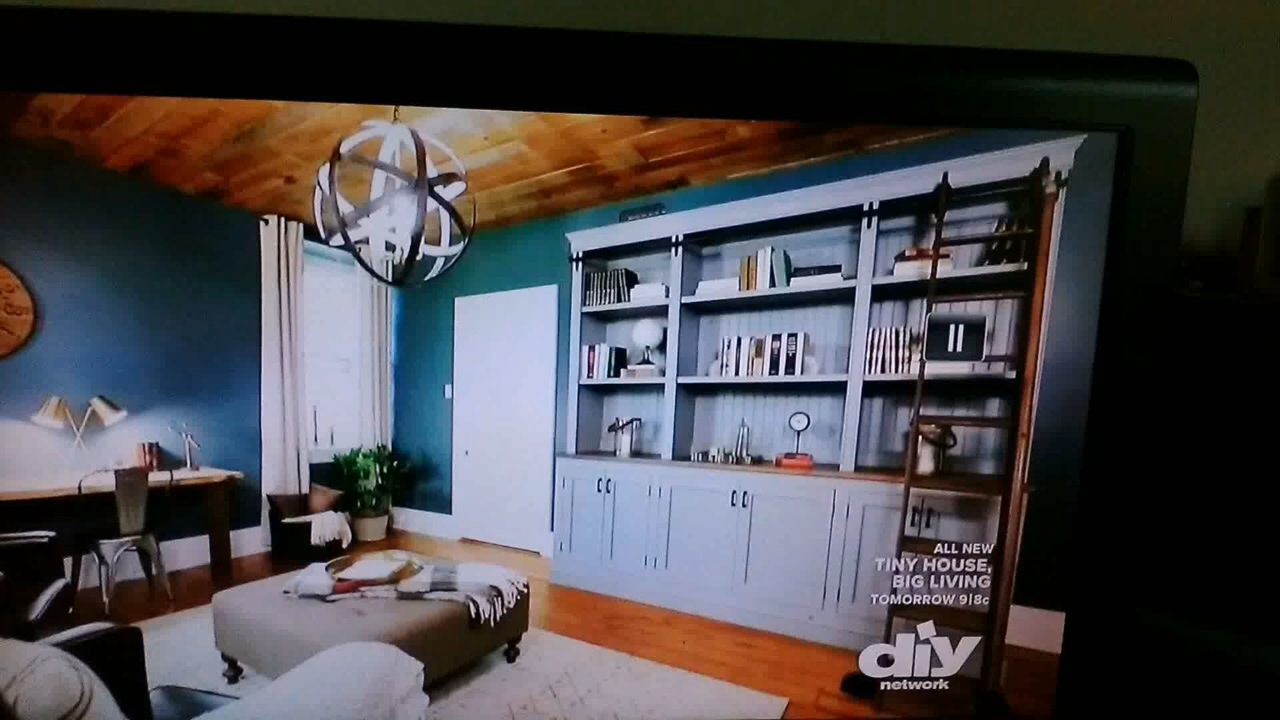 ALL NEW
TINY HOUSE,
BIG LIVING
TOMORROW 9|8c
diy
network